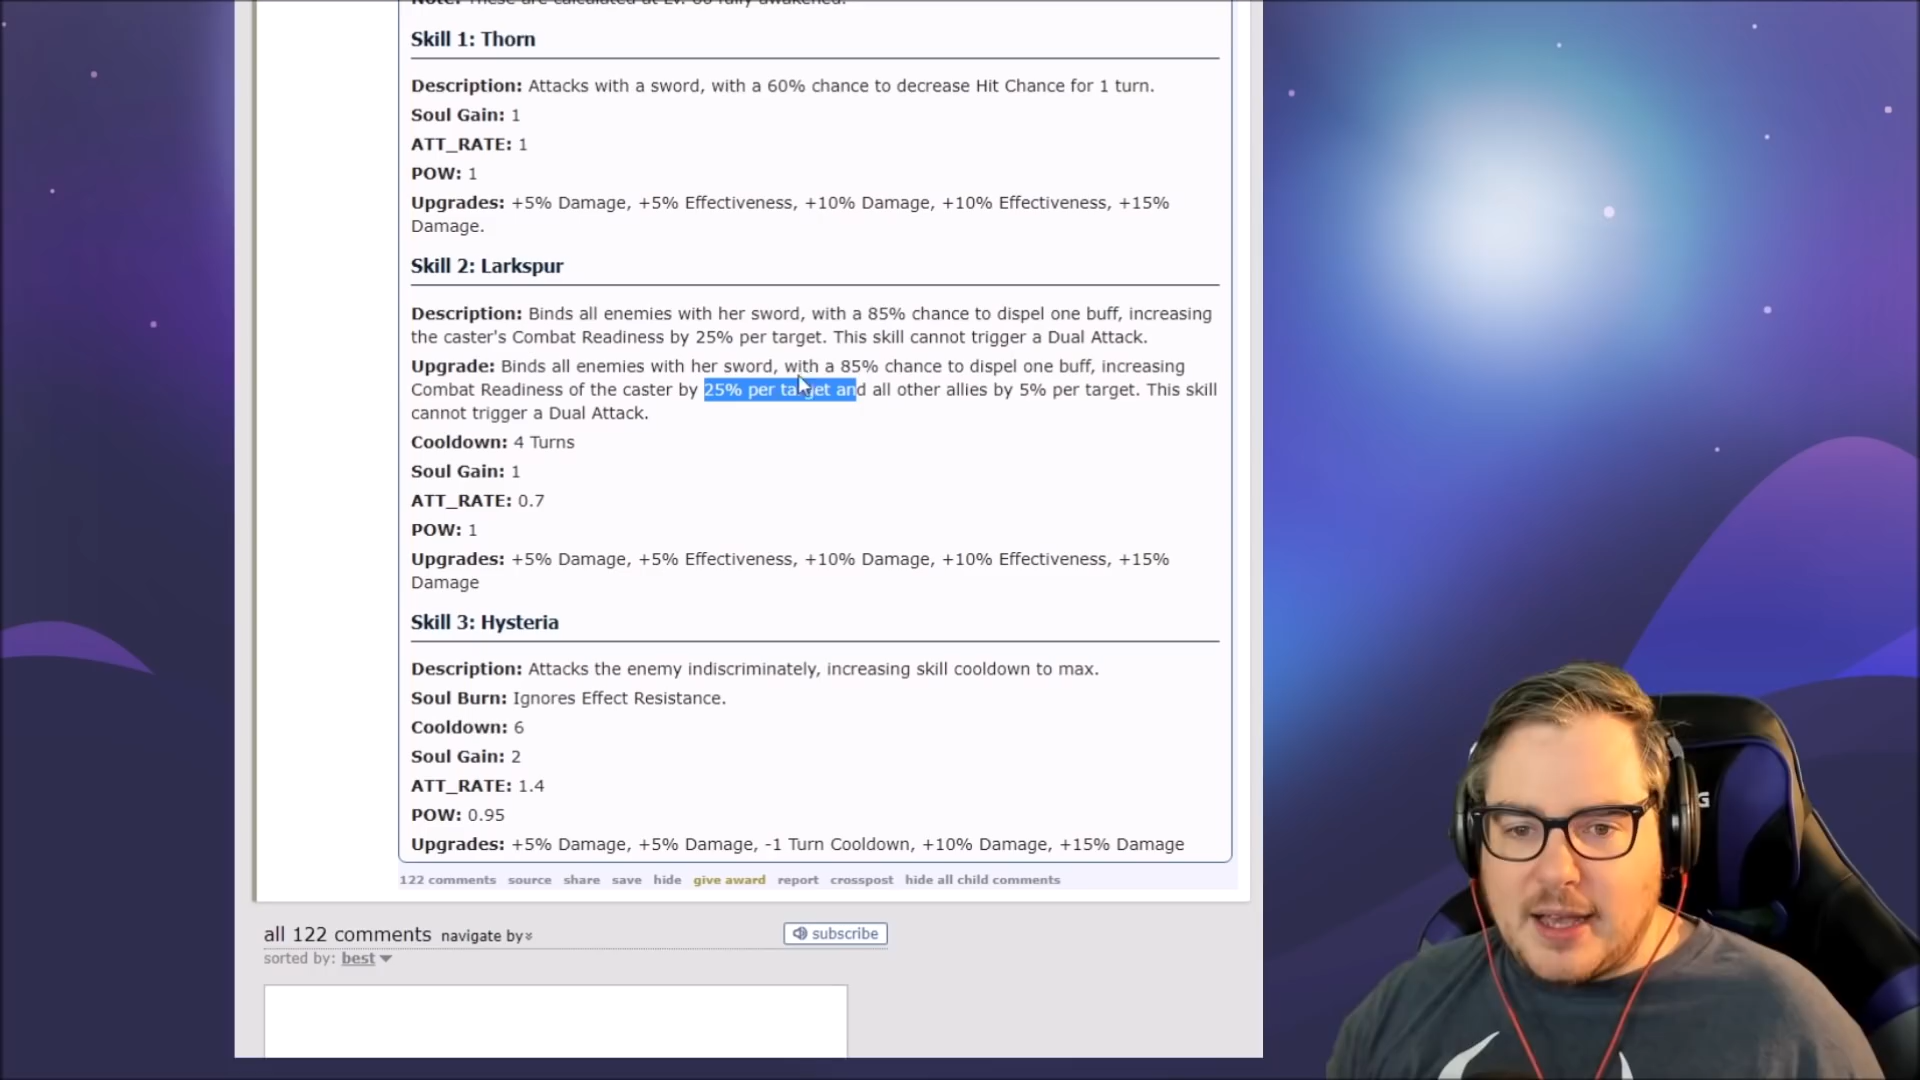 Note: These are calculated at Lv. 60 fully awakened.
Skill 1: Thorn
Description: Attacks with a sword, with a 60% chance to decrease Hit Chance for 1 turn.
Soul Gain: 1
ATT_RATE: 1
POW: 1
Upgrades: +5% Damage, +5% Effectiveness, +10% Damage, +10% Effectiveness, +15%
Damage.
Skill 2: Larkspur
Description: Binds all enemies with her sword, with a 85% chance to dispel one buff, increasing
the caster's Combat Readiness by 25% per target. This skill cannot trigger a Dual Attack.
Upgrade: Binds all enemies with her sword, with a 85% chance to dispel one buff, increasing
Combat Readiness of the caster by 25% per target and all other allies by 5% per target. This skill
cannot trigger a Dual Attack.
Cooldown: 4 Turns
Soul Gain: 1
ATT_RATE: 0.7
POW: 1
Upgrades: +5% Damage, +5% Effectiveness, +10% Damage, +10% Effectiveness, +15%
Damage
Skill 3: Hysteria
Description: Attacks the enemy indiscriminately, increasing skill cooldown to max.
Soul Burn: Ignores Effect Resistance.
Cooldown: 6
Soul Gain: 2
ATT_RATE: 1.4
POW: 0.95
Upgrades: +5% Damage, +5% Damage, -1 Turn Cooldown, +10% Damage, +15% Damage
122 comments source share save hide give award report crosspost hide all child comments
all 122 comments navigate by
subscribe
sorted by: best
G